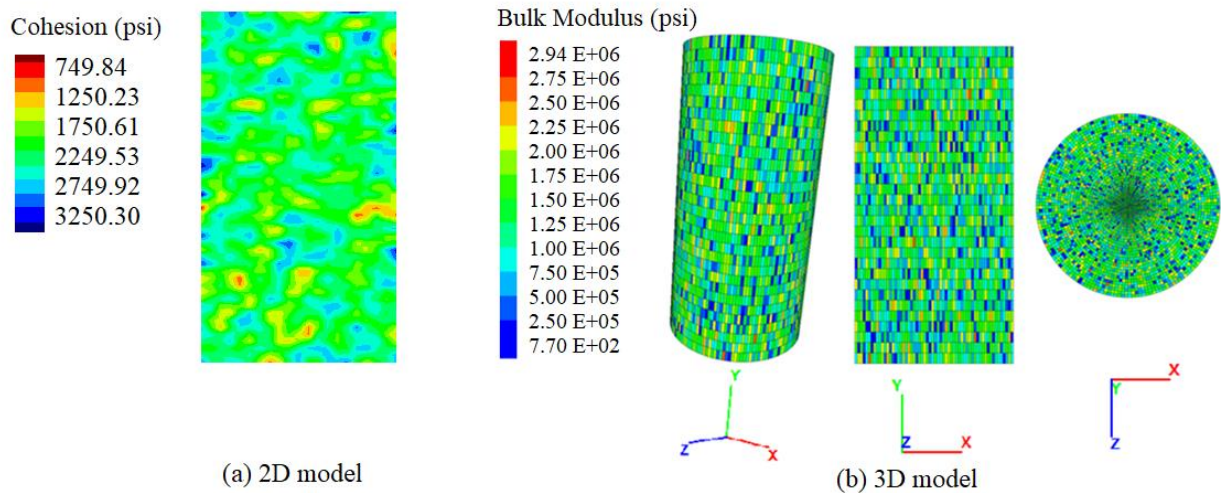 Cohesion (psi)
749.84
1250.23
1750.61
2249.53
2749.92
3250.30
(a) 2D model
Bulk Modulus (psi)
2.94 E+06
2.75 E+06
2.50 E+06
2.25 E+06
2.00 E+06
1.75 E+06
1.50 E+06
1.25 E+06
1.00 E+06
7.50 E+05
5.00 E+05
2.50 E+05
7.70 E+02
Y
Z
X
Y
Z
X
X
Y
Z
(b) 3D model